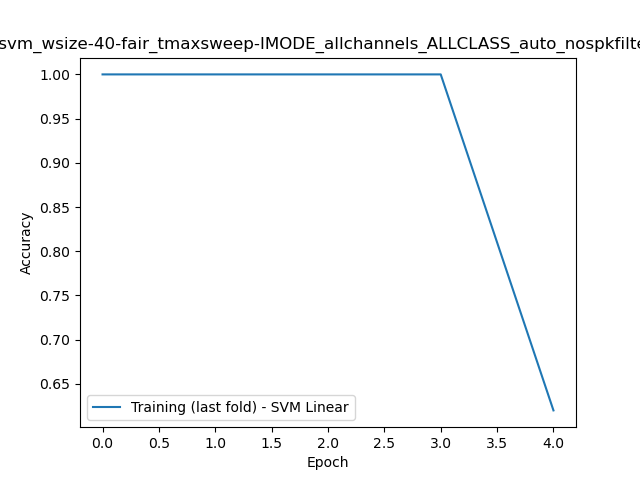 svm_wsize-40-fair_tmaxsweep-IMODE_allchannels_ALLCLASS_auto_nospkfilte
1.00
0.95
0.90
0.85
0.80
0.75
0.70
0.65
Accuracy
Training (last fold) - SVM Linear
0.0 0.5 1.0 1.5 2.0 2.5 3.0 3.5 4.0
Epoch